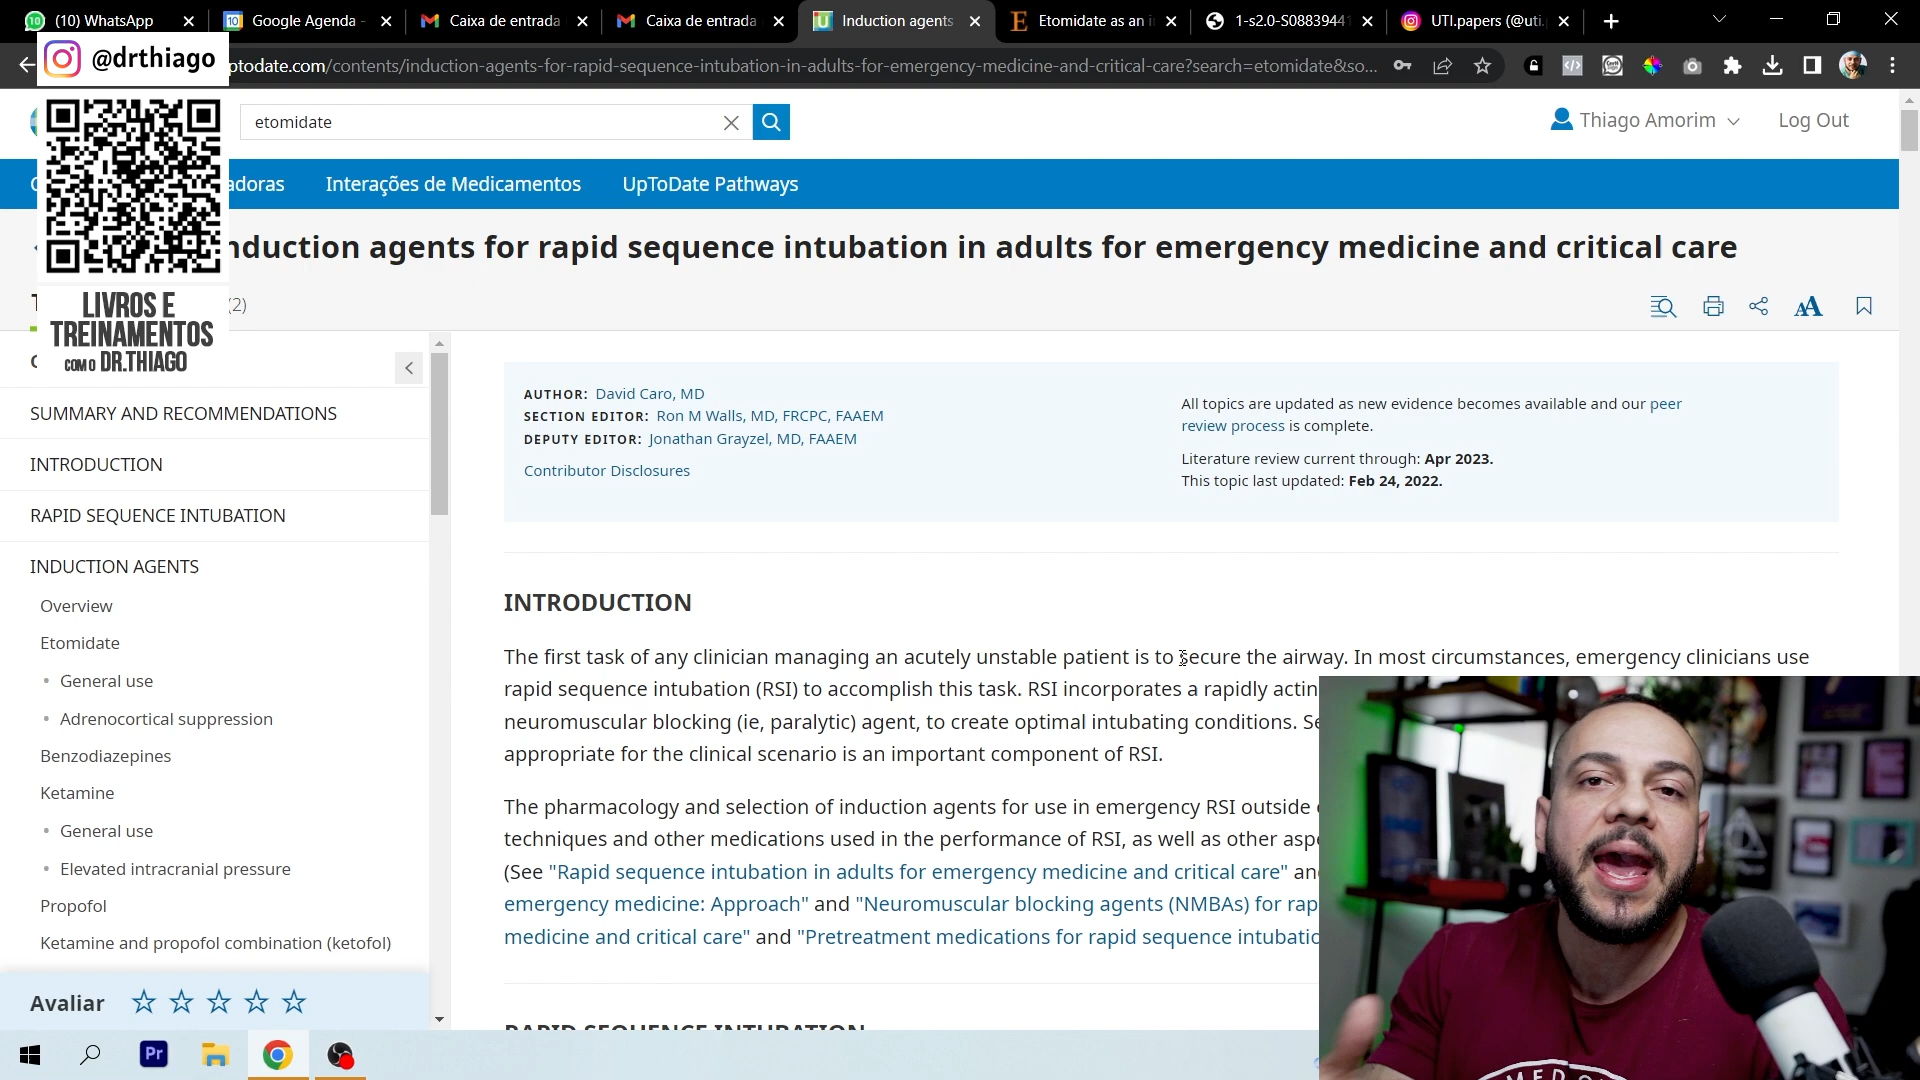 (10) WhatsApp
Google Agenda -
Caixa de entrada
Caixa de entrada
Induction agents
Etomidate as an i
1-s2.0-S08839441
UTI.papers (@uti.
@drthiago
ptodate.com/contents/induction-agents-for-rapid-sequence-intubation-in-adults-for-emergency-medicine-and-critical-care?search=etomidate&so...
etomidate
Thiago Amorim
Log Out
adoras
Interações de Medicamentos
UpToDate Pathways
nduction agents for rapid sequence intubation in adults for emergency medicine and critical care
(2)
LIVROS E
TREINAMENTOS
COM O DR.THIAGO
SUMMARY AND RECOMMENDATIONS
INTRODUCTION
RAPID SEQUENCE INTUBATION
INDUCTION AGENTS
Overview
Etomidate
• General use
• Adrenocortical suppression
Benzodiazepines
Ketamine
• General use
• Elevated intracranial pressure
Propofol
Ketamine and propofol combination (ketofol)
Avaliar
AUTHOR: David Caro, MD
SECTION EDITOR: Ron M Walls, MD, FRCPC, FAAEM
DEPUTY EDITOR: Jonathan Grayzel, MD, FAAEM
Contributor Disclosures
All topics are updated as new evidence becomes available and our peer
review process is complete.
Literature review current through: Apr 2023.
This topic last updated: Feb 24, 2022.
INTRODUCTION
The first task of any clinician managing an acutely unstable patient is to secure the airway. In most circumstances, emergency clinicians use
rapid sequence intubation (RSI) to accomplish this task. RSI incorporates a rapidly actin
neuromuscular blocking (ie, paralytic) agent, to create optimal intubating conditions. Se
appropriate for the clinical scenario is an important component of RSI.
The pharmacology and selection of induction agents for use in emergency RSI outside
techniques and other medications used in the performance of RSI, as well as other aspe
(See "Rapid sequence intubation in adults for emergency medicine and critical care" an
emergency medicine: Approach" and "Neuromuscular blocking agents (NMBAs) for rap
medicine and critical care" and "Pretreatment medications for rapid sequence intubatio
RAPID SEQUENCE INTUBATION
Pr